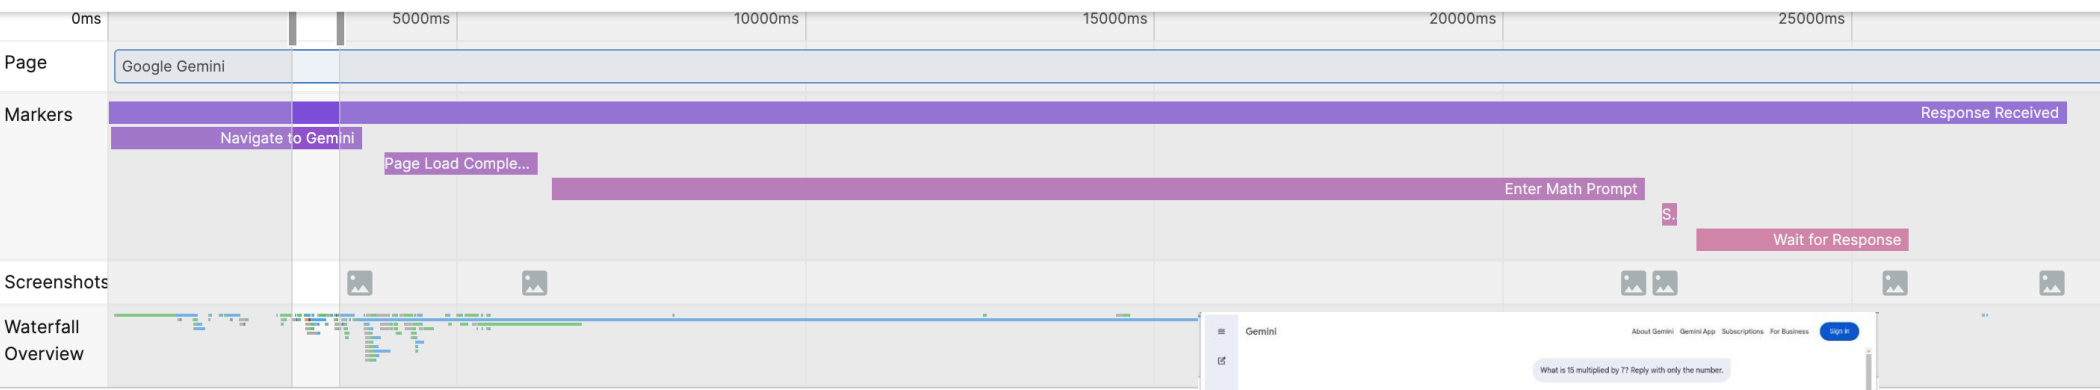 0ms 5000ms 10000ms 15000ms 20000ms 25000ms
Page
Google Gemini
Markers
Response Received
Navigate to Gemini
Page Load Comple...
Enter Math Prompt
S.
Wait for Response
Screenshots
Waterfall
Overview
Gemini
About Gemini Gemini App Subscriptions For Business Sign in
What is 15 multiplied by 7? Reply with only the number.